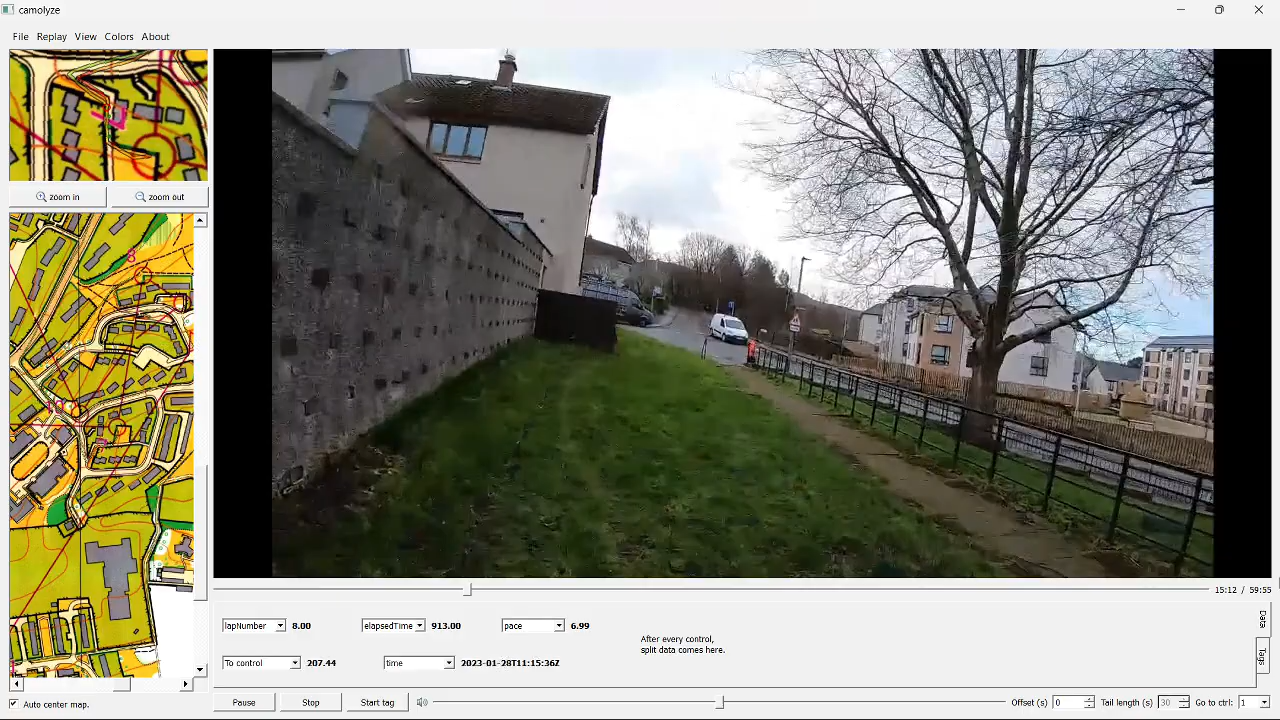 camolyze
File Replay View Colors About
zoom in zoom out
15:12 / 59:55
lapNumber 8.00 elapsedTime 913.00 pace 6.99
After every control,
split data comes here.
To control 207.44 time 2023-01-28T11:15:36Z
Data
Tags
Auto center map.
Pause Stop Start tag Offset (s) 0 Tail length (s) 30 Go to ctrl: 1